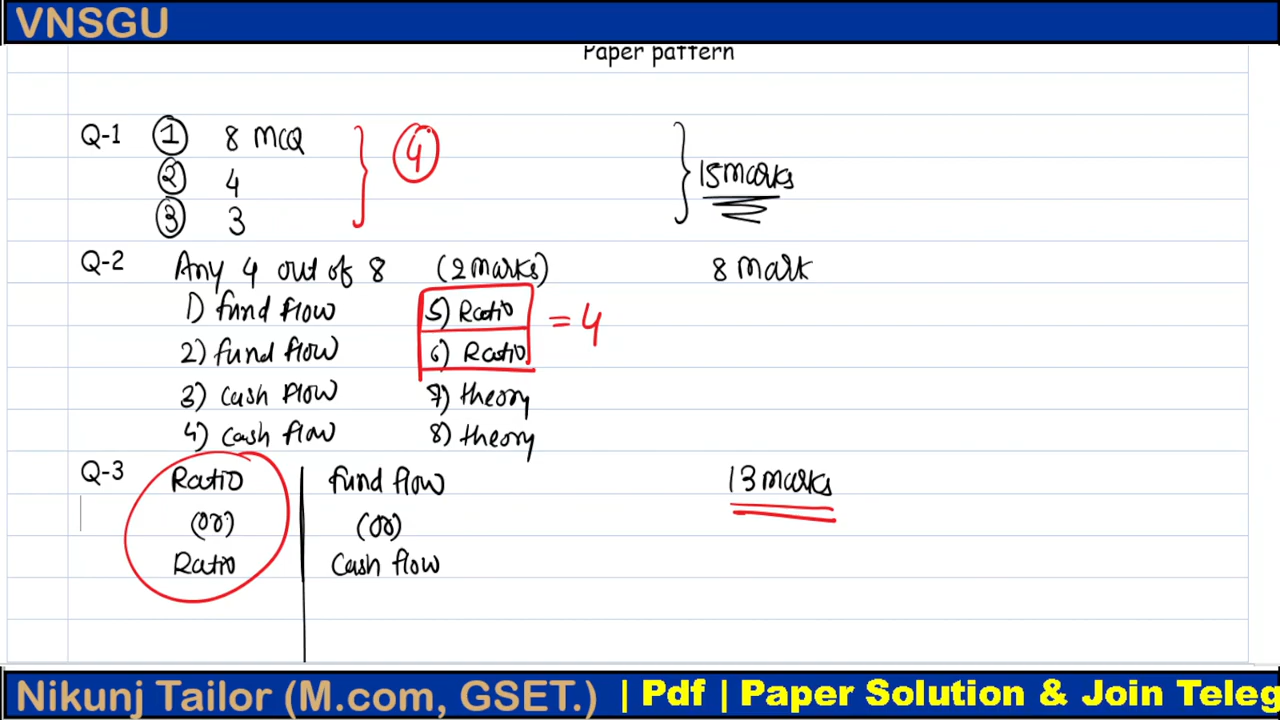 VNSGU
Paper pattern
Q-1 ① 8 MCQ ④
② 4 15 marks
③ 3
Q-2 Any 4 out of 8 (2 marks) 8 mark
1) fund flow 5) Ratio = 4
2) fund flow 6) Ratio
3) cash flow 7) theory
4) cash flow 8) theory
Q-3 Ratio fund flow 13 marks
(OR) (OR)
Ratio Cash flow
Nikunj Tailor (M.com, GSET.) | Pdf | Paper Solution & Join Teleg